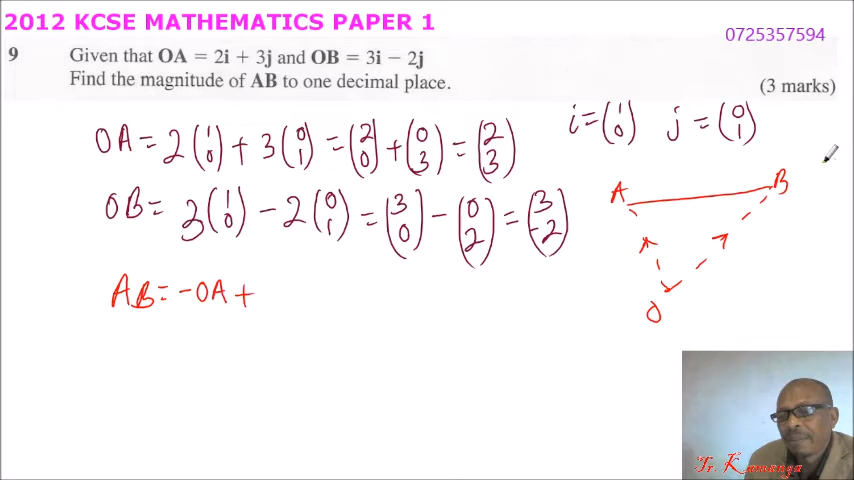 2012 KCSE MATHEMATICS PAPER 1
0725357594
9 Given that OA = 2i + 3j and OB = 3i − 2j
Find the magnitude of AB to one decimal place.
(3 marks)
OA = 2(1 0) + 3(0 1) = (2 0) + (0 3) = (2 3)
i = (1 0) j = (0 1)
OB = 3(1 0) − 2(0 1) = (3 0) − (0 2) = (3 -2)
A B
O
AB = -OA +
Tr. Kamanga